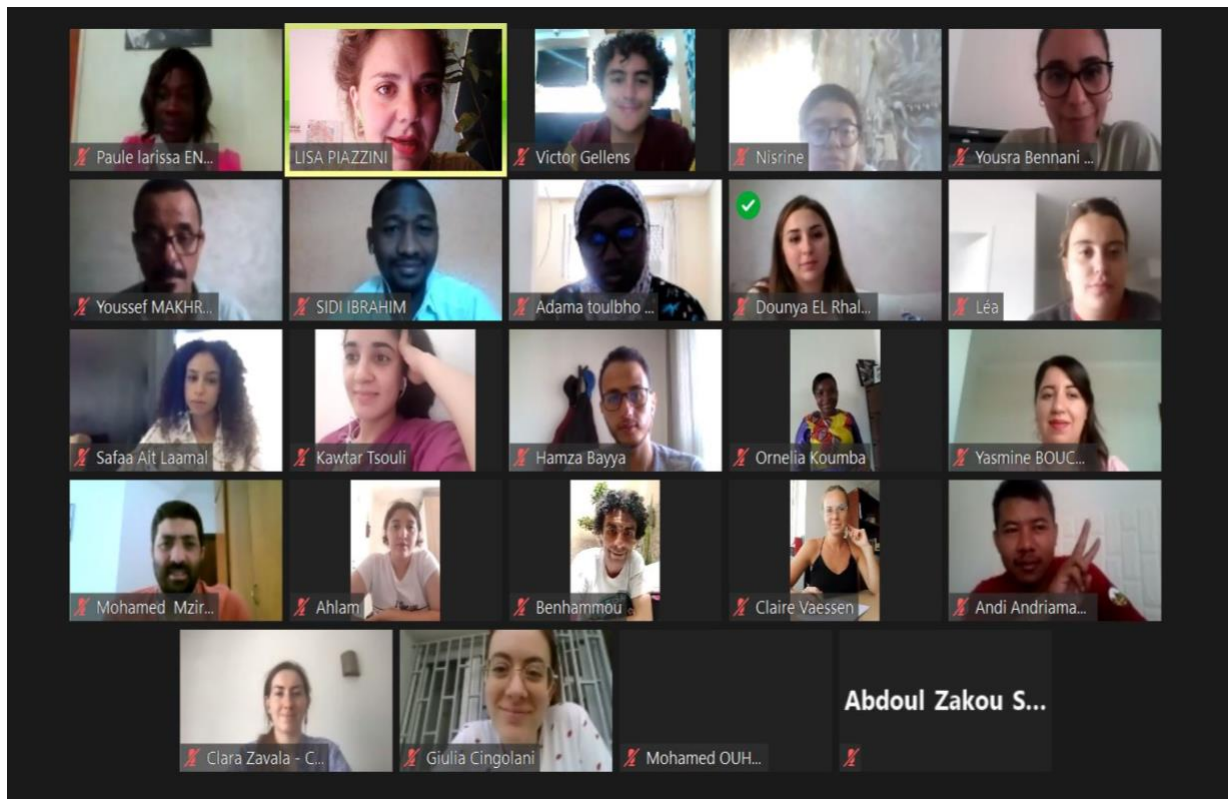 Paule larissa EN...
LISA PIAZZINI
Victor Gellens
Nisrine
Yousra Bennani ...
Youssef MAKHR...
SIDI IBRAHIM
Adama toulbho ...
Dounya EL Rhal...
Léa
Safaa Ait Laamal
Kawtar Tsouli
Hamza Bayya
Ornelia Koumba
Yasmine BOUC...
Mohamed Mzir...
Ahlam
Benhammou
Claire Vaessen
Andi Andriama...
Clara Zavala - C...
Giulia Cingolani
Mohamed OUH...
Abdoul Zakou S...